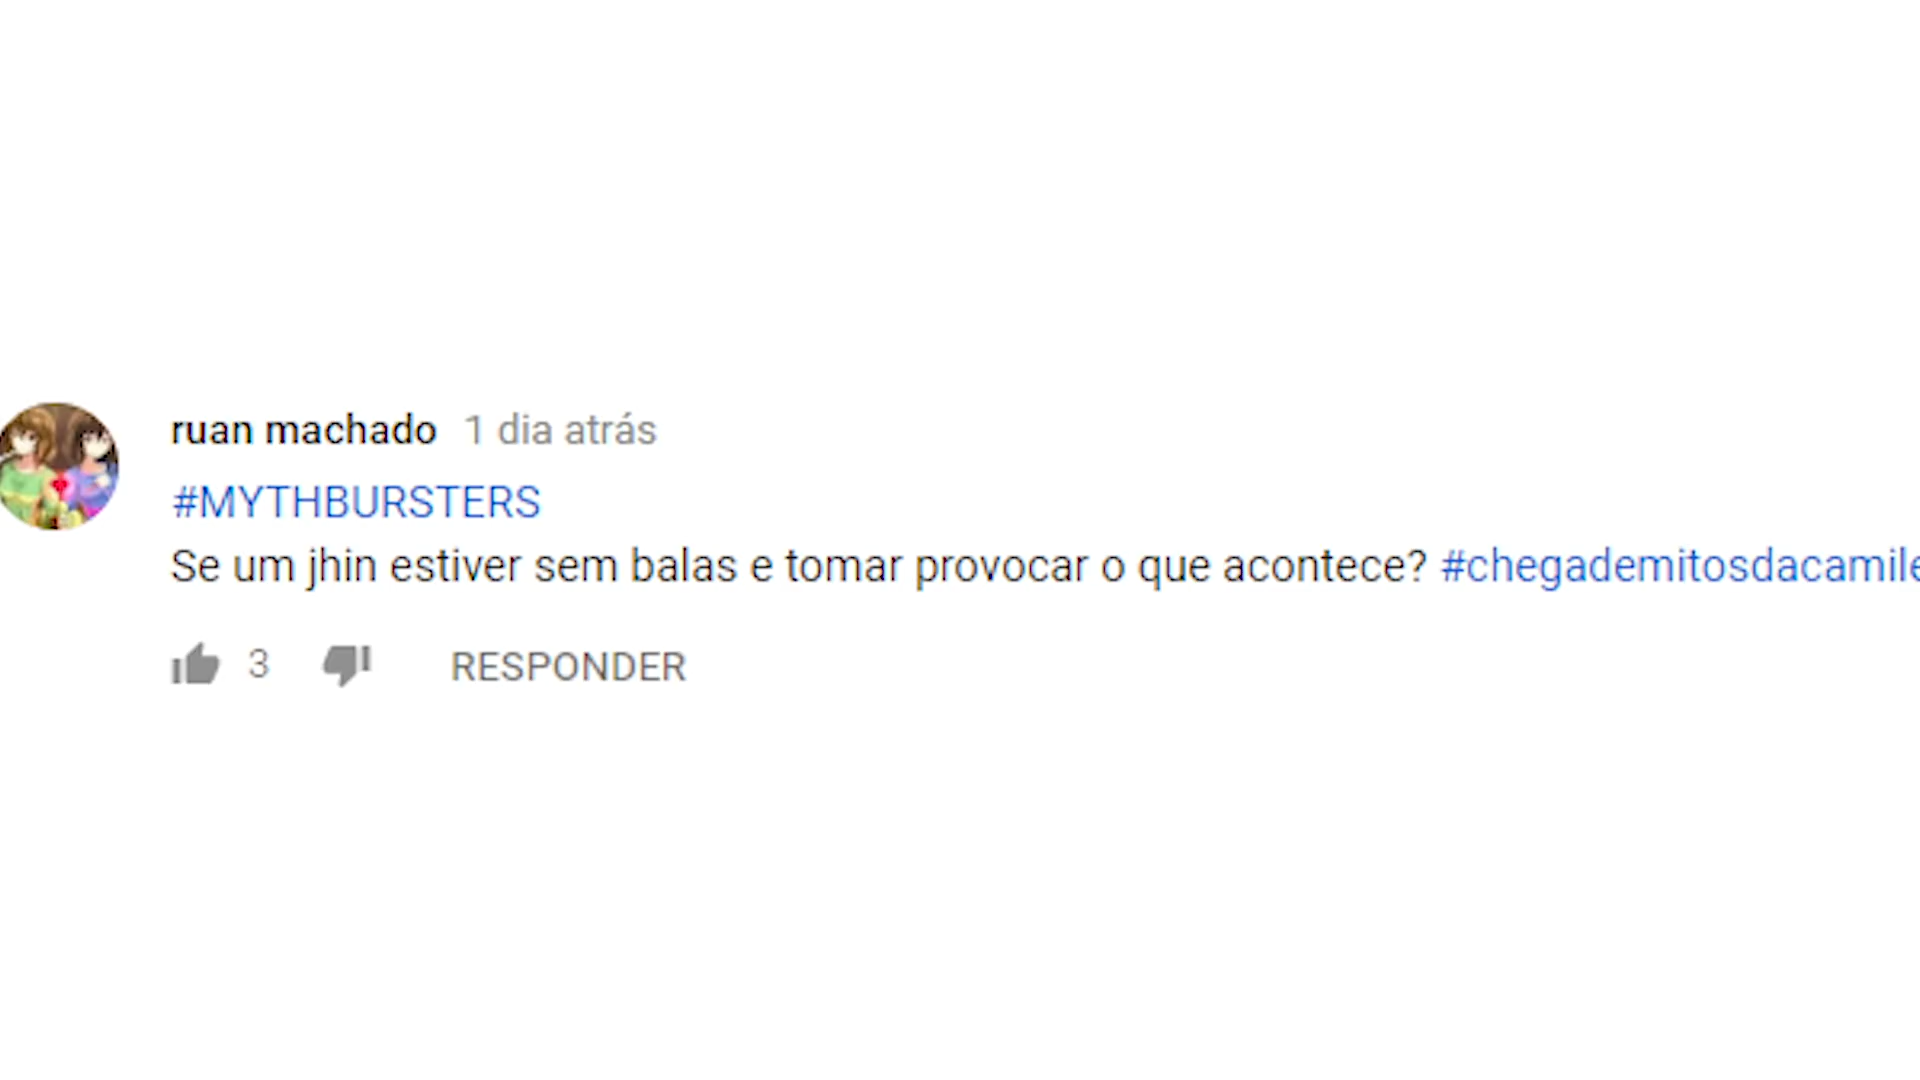 ruan machado 1 dia atrás
#MYTHBURSTERS
Se um jhin estiver sem balas e tomar provocar o que acontece? #chegademitosdacamile
3 RESPONDER